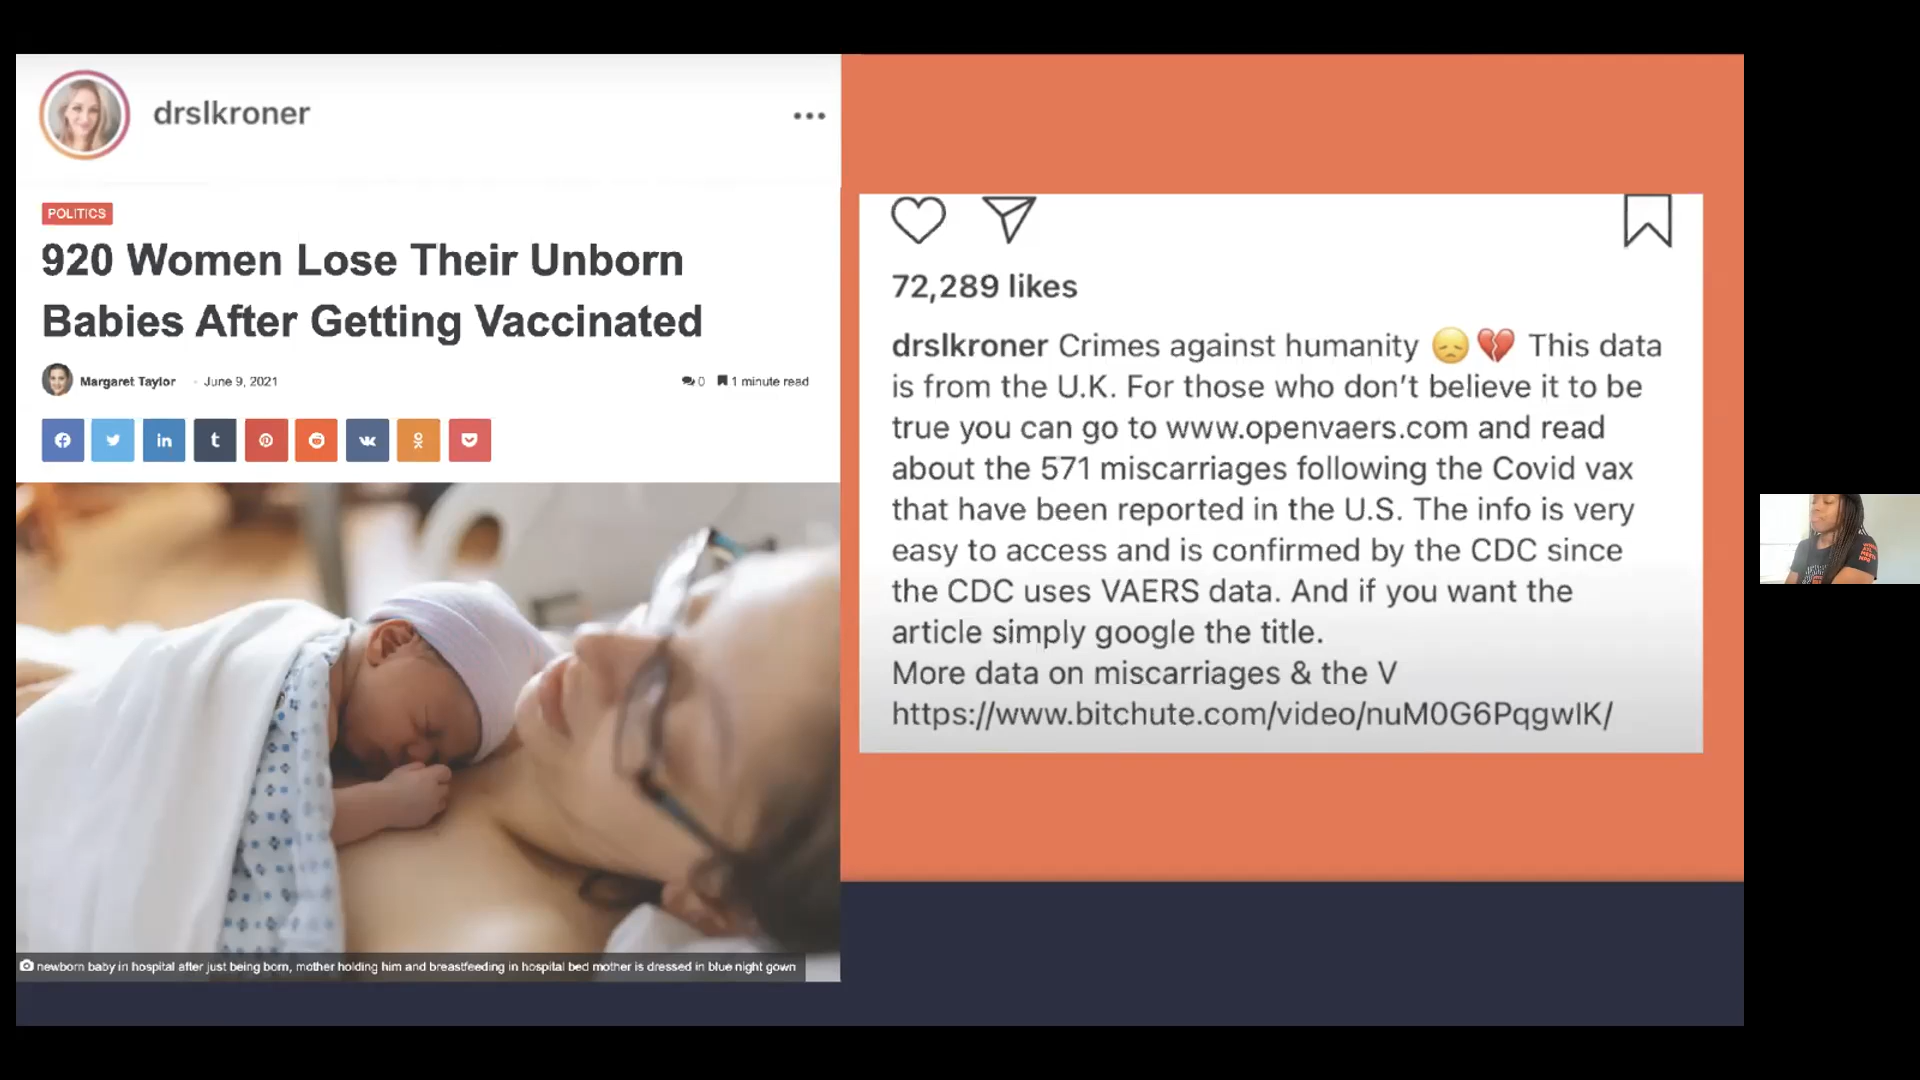 drslkroner
POLITICS
920 Women Lose Their Unborn
Babies After Getting Vaccinated
Margaret Taylor - June 9, 2021
0 1 minute read
newborn baby in hospital after just being born, mother holding him and breastfeeding in hospital bed mother is dressed in blue night gown
72,289 likes
drslkroner Crimes against humanity 😞💔 This data
is from the U.K. For those who don't believe it to be
true you can go to www.openvaers.com and read
about the 571 miscarriages following the Covid vax
that have been reported in the U.S. The info is very
easy to access and is confirmed by the CDC since
the CDC uses VAERS data. And if you want the
article simply google the title.
More data on miscarriages & the V
https://www.bitchute.com/video/nuM0G6PqgwIK/